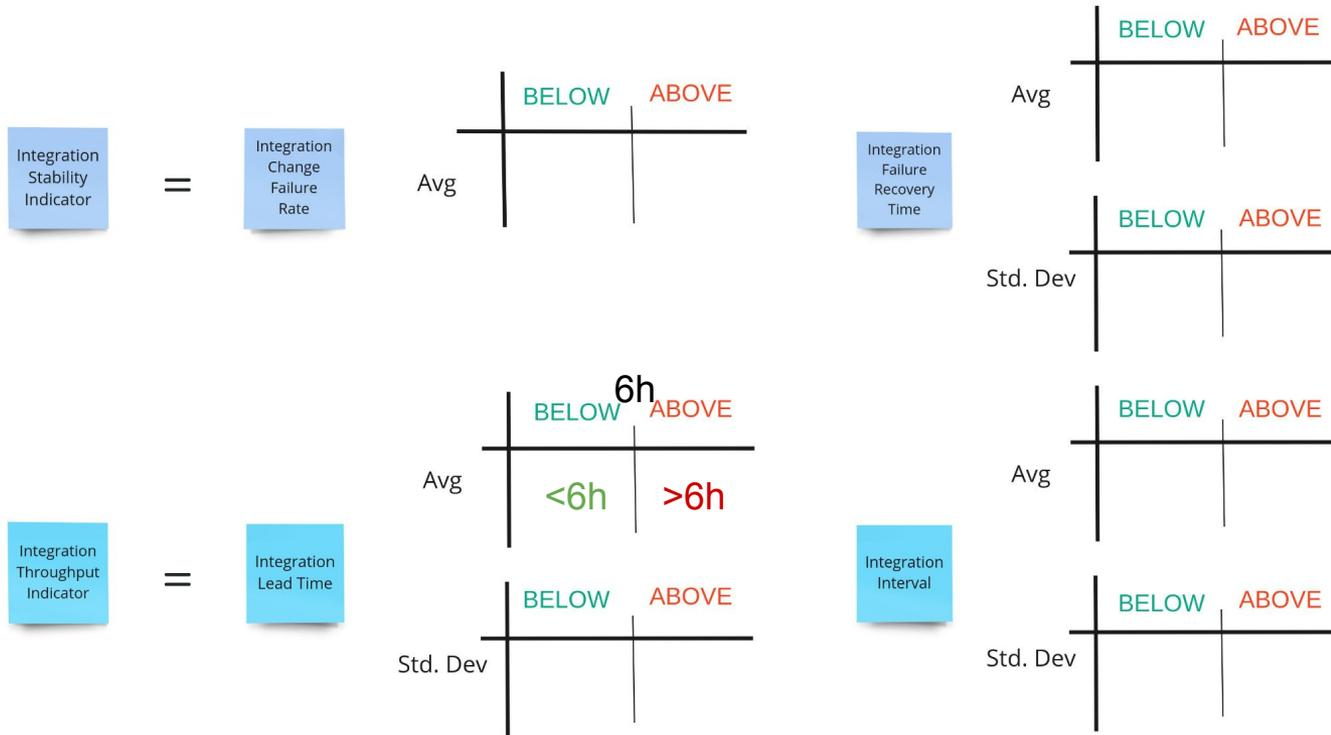 Integration
Stability
Indicator
=
Integration
Change
Failure
Rate
BELOW ABOVE
Avg
Integration
Failure
Recovery
Time
BELOW ABOVE
Avg
BELOW ABOVE
Std. Dev
Integration
Throughput
Indicator
=
Integration
Lead Time
6h
BELOW ABOVE
Avg
<6h >6h
BELOW ABOVE
Std. Dev
Integration
Interval
BELOW ABOVE
Avg
BELOW ABOVE
Std. Dev